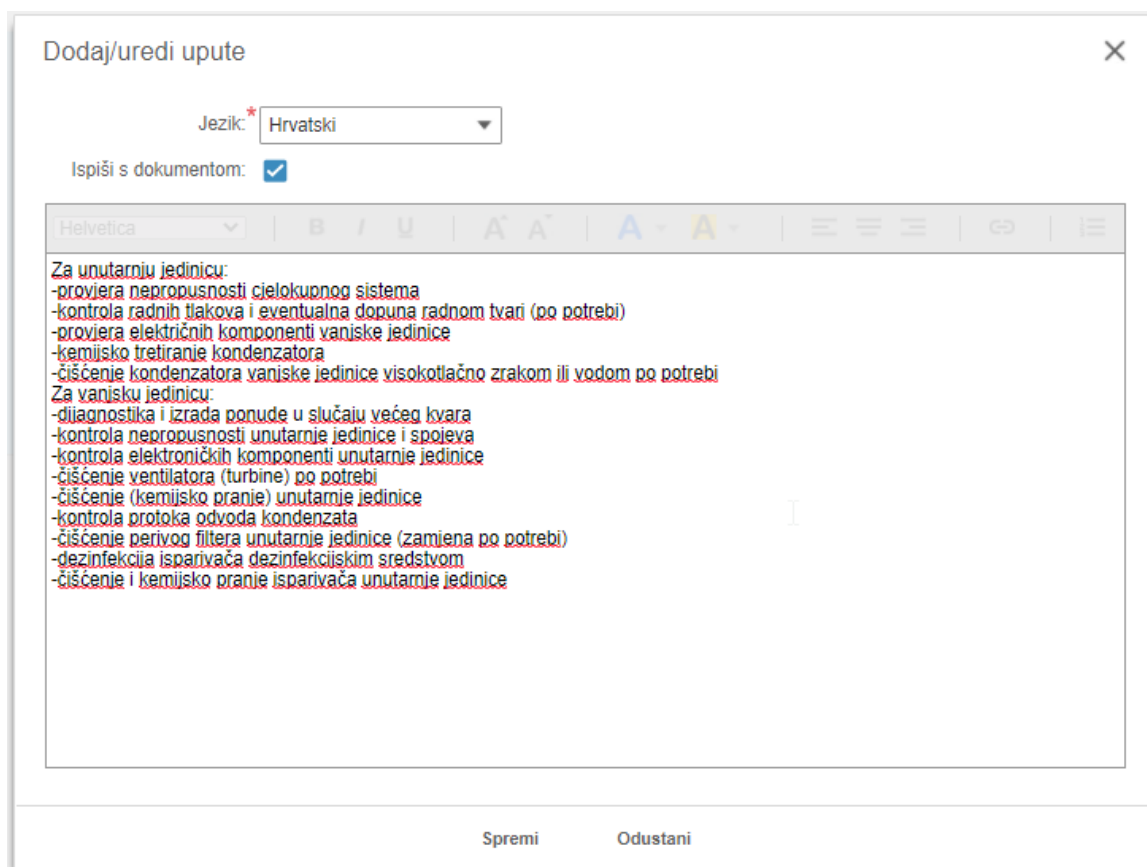 Dodaj/uredi upute
Jezik:* Hrvatski
Ispiši s dokumentom:
Helvetica B I U A A A A
Za unutarnju jedinicu:
-provjera nepropusnosti cjelokupnog sistema
-kontrola radnih tlakova i eventualna dopuna radnom tvari (po potrebi)
-provjera električnih komponenti vanjske jedinice
-kemijsko tretiranje kondenzatora
-čišćenje kondenzatora vanjske jedinice visokotlačno zrakom ili vodom po potrebi
Za vanjsku jedinicu:
-dijagnostika i izrada ponude u slučaju većeg kvara
-kontrola nepropusnosti unutarnje jedinice i spojeva
-kontrola elektroničkih komponenti unutarnje jedinice
-čišćenje ventilatora (turbine) po potrebi
-čišćenje (kemijsko pranje) unutarnje jedinice
-kontrola protoka odvoda kondenzata
-čišćenje perivog filtera unutarnje jedinice (zamjena po potrebi)
-dezinfekcija isparivača dezinfekcijskim sredstvom
-čišćenje i kemijsko pranje isparivača unutarnje jedinice
Spremi Odustani